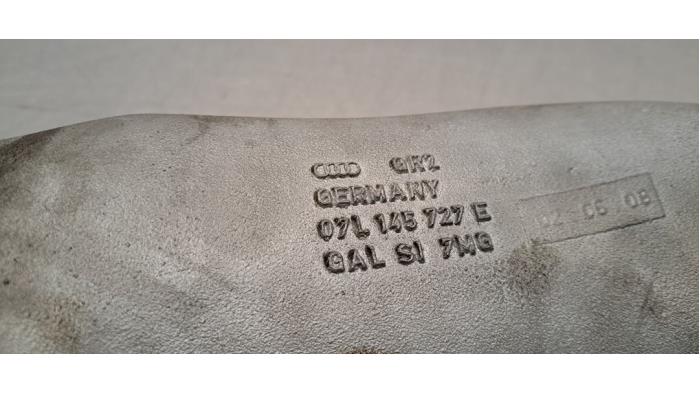 GR2
GERMANY
07L 145 727 E
GAL SI 7MG
02 06 08